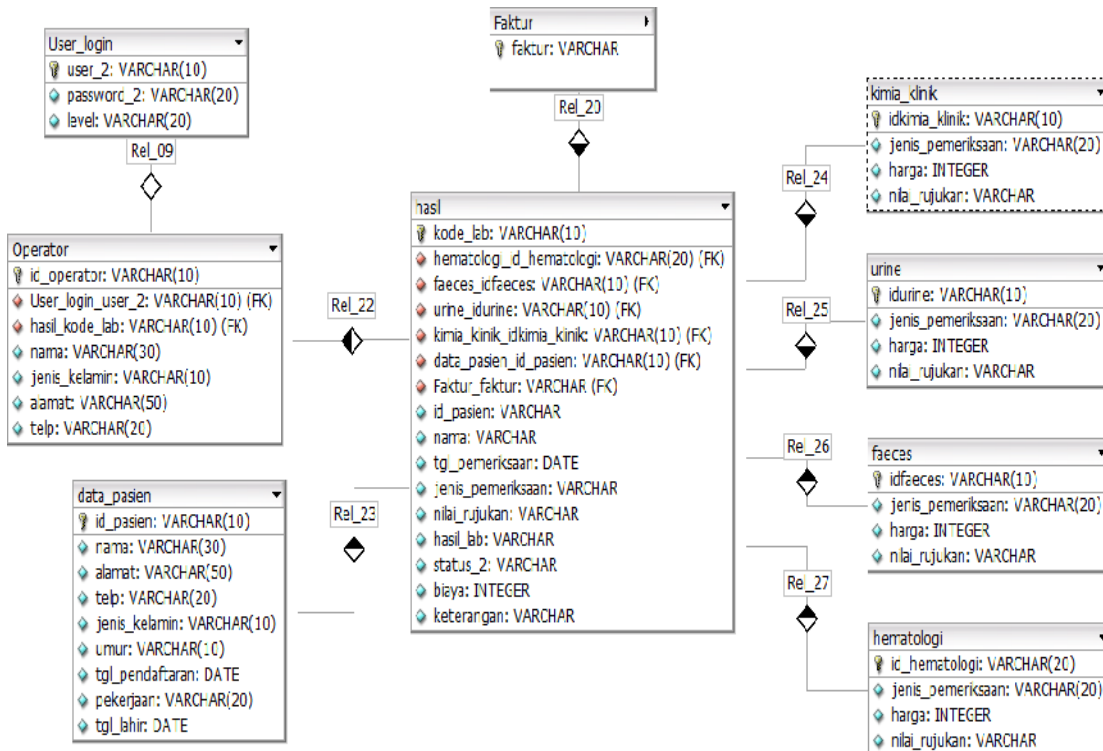 User_login
user_2: VARCHAR(10)
password_2: VARCHAR(20)
level: VARCHAR(20)
Rel_09
Operator
id_operator: VARCHAR(10)
User_login_user_2: VARCHAR(10) (FK)
hasil_kode_lab: VARCHAR(10) (FK)
nama: VARCHAR(30)
jenis_kelamin: VARCHAR(10)
alamat: VARCHAR(50)
telp: VARCHAR(20)
data_pasien
id_pasien: VARCHAR(10)
nama: VARCHAR(30)
alamat: VARCHAR(50)
telp: VARCHAR(20)
jenis_kelamin: VARCHAR(10)
umur: VARCHAR(10)
tgl_pendaftaran: DATE
pekerjaan: VARCHAR(20)
tgl_lahir: DATE
Rel_22
Rel_23
Faktur
faktur: VARCHAR
Rel_20
hasil
kode_lab: VARCHAR(10)
hematologi_id_hematologi: VARCHAR(20) (FK)
faeces_idfaeces: VARCHAR(10) (FK)
urine_idurine: VARCHAR(10) (FK)
kimia_klinik_idkimia_klinik: VARCHAR(10) (FK)
data_pasien_id_pasien: VARCHAR(10) (FK)
Faktur_faktur: VARCHAR (FK)
id_pasien: VARCHAR
nama: VARCHAR
tgl_pemeriksaan: DATE
jenis_pemeriksaan: VARCHAR
nilai_rujukan: VARCHAR
hasil_lab: VARCHAR
status_2: VARCHAR
biaya: INTEGER
keterangan: VARCHAR
Rel_24
Rel_25
Rel_26
Rel_27
kimia_klinik
idkimia_klinik: VARCHAR(10)
jenis_pemeriksaan: VARCHAR(20)
harga: INTEGER
nilai_rujukan: VARCHAR
urine
idurine: VARCHAR(10)
jenis_pemeriksaan: VARCHAR(20)
harga: INTEGER
nilai_rujukan: VARCHAR
faeces
idfaeces: VARCHAR(10)
jenis_pemeriksaan: VARCHAR(20)
harga: INTEGER
nilai_rujukan: VARCHAR
hematologi
id_hematologi: VARCHAR(20)
jenis_pemeriksaan: VARCHAR(20)
harga: INTEGER
nilai_rujukan: VARCHAR